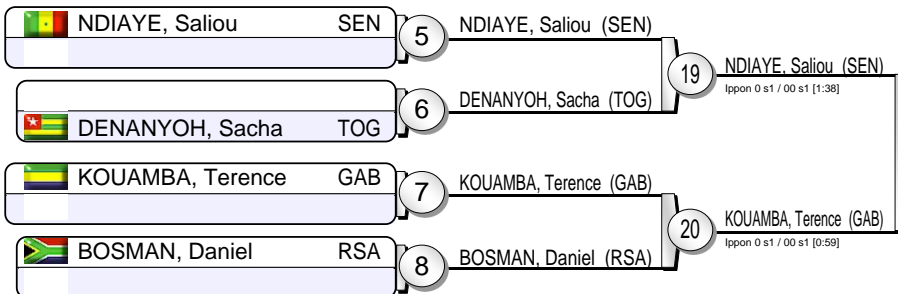 NDIAYE, Saliou SEN
5
NDIAYE, Saliou (SEN)
19
NDIAYE, Saliou (SEN)
Ippon 0 s1 / 00 s1 [1:38]
6
DENANYOH, Sacha (TOG)
DENANYOH, Sacha TOG
KOUAMBA, Terence GAB
7
KOUAMBA, Terence (GAB)
20
KOUAMBA, Terence (GAB)
Ippon 0 s1 / 00 s1 [0:59]
BOSMAN, Daniel RSA
8
BOSMAN, Daniel (RSA)